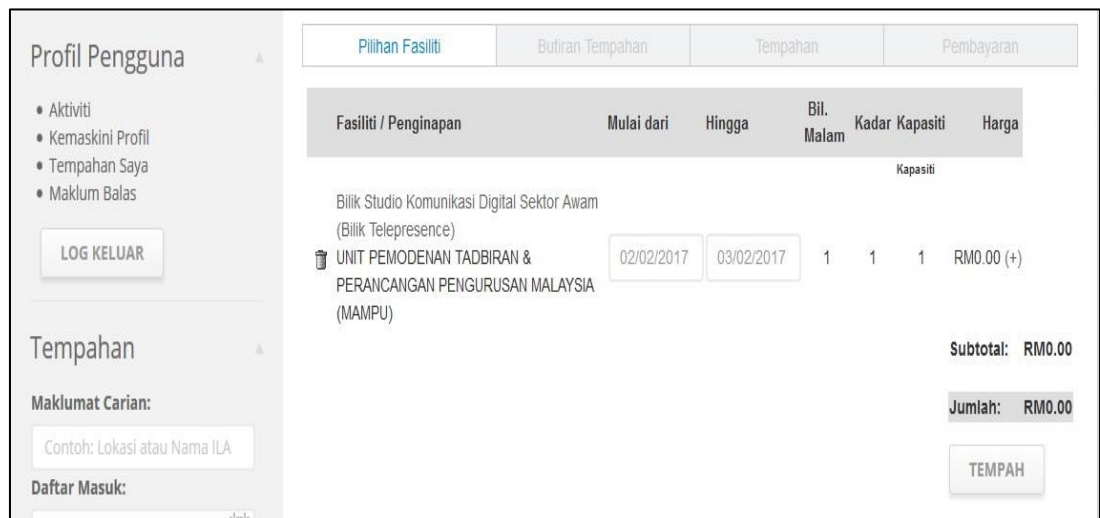 Profil Pengguna
• Aktiviti
• Kemaskini Profil
• Tempahan Saya
• Maklum Balas
LOG KELUAR
Tempahan
Maklumat Carian:
Contoh: Lokasi atau Nama ILA
Daftar Masuk:
Pilihan Fasiliti Butiran Tempahan Tempahan Pembayaran
Fasiliti / Penginapan Mulai dari Hingga Bil. Malam Kadar Kapasiti Harga
Kapasiti
Bilik Studio Komunikasi Digital Sektor Awam
(Bilik Telepresence)
UNIT PEMODENAN TADBIRAN & 02/02/2017 03/02/2017 1 1 1 RM0.00 (+)
PERANCANGAN PENGURUSAN MALAYSIA
(MAMPU)
Subtotal: RM0.00
Jumlah: RM0.00
TEMPAH